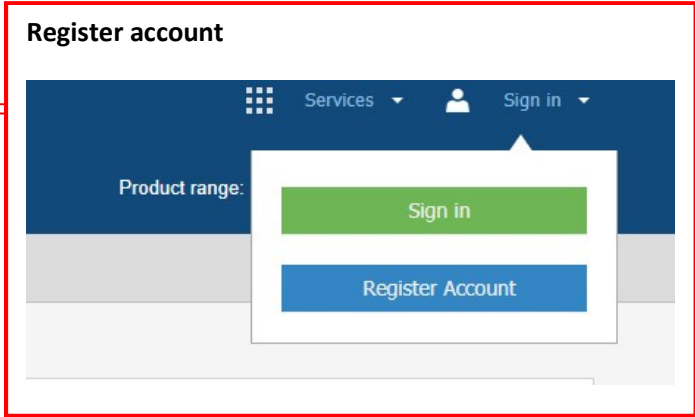 Register account
Services Sign in
Product range:
Sign in
Register Account